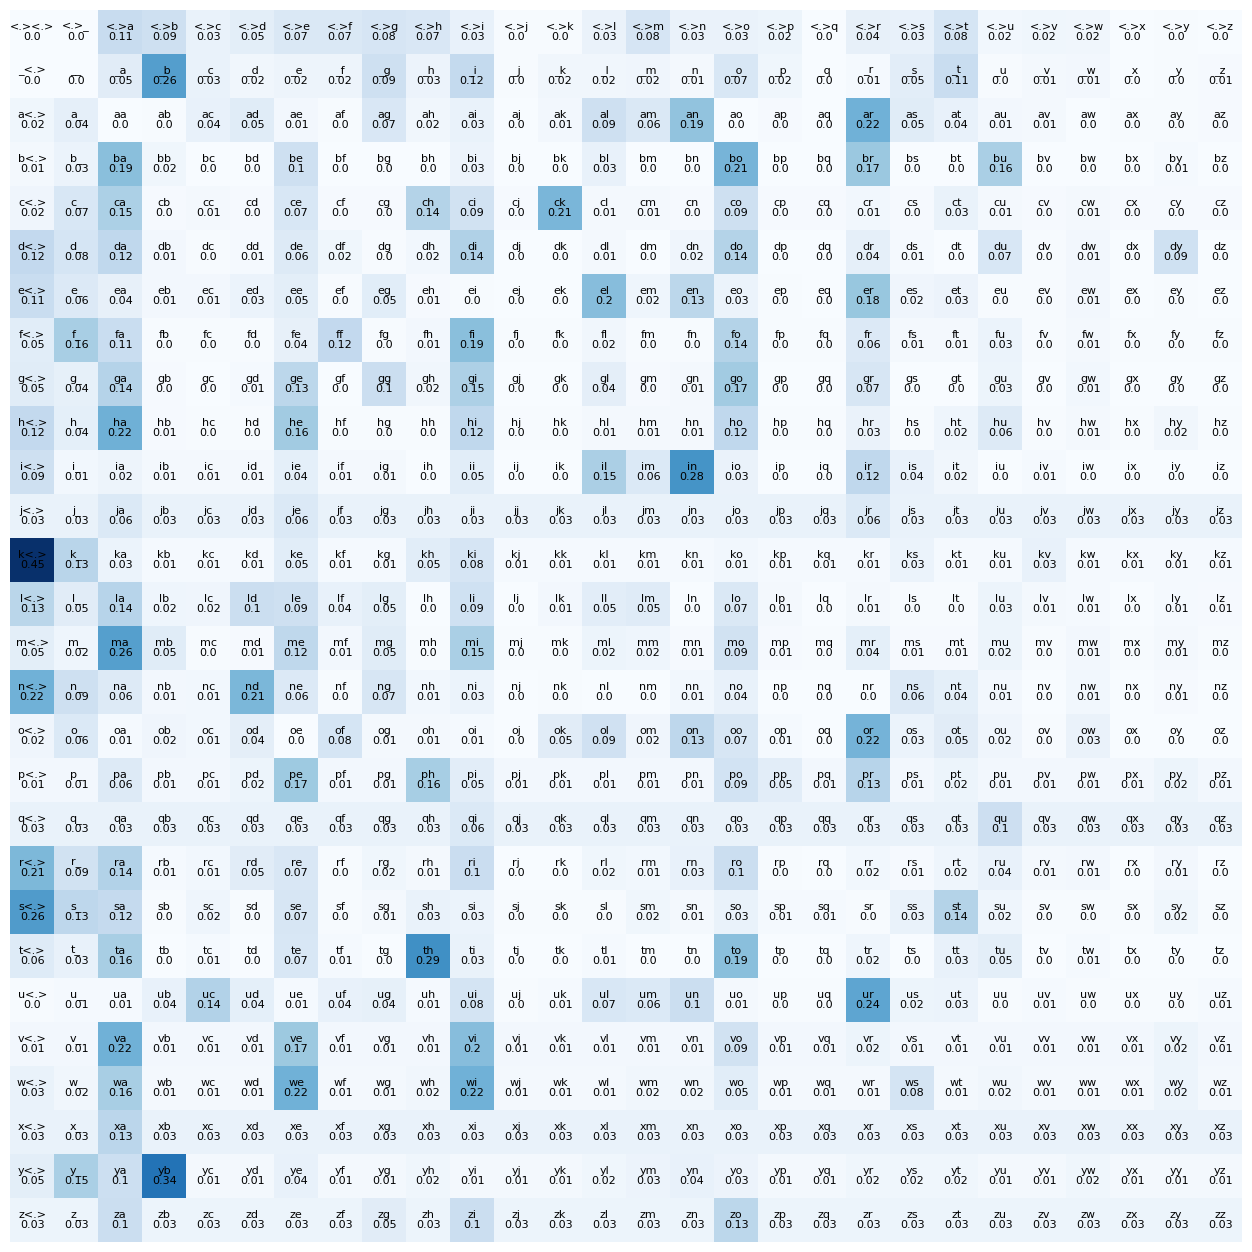 <.><.> <.>_ <.>a <.>b <.>c <.>d <.>e <.>f <.>g <.>h <.>i <.>j <.>k <.>l <.>m <.>n <.>o <.>p <.>q <.>r <.>s <.>t <.>u <.>v <.>w <.>x <.>y <.>z
0.0 0.0 0.11 0.09 0.03 0.05 0.07 0.07 0.08 0.07 0.03 0.0 0.0 0.03 0.08 0.03 0.03 0.02 0.0 0.04 0.03 0.08 0.02 0.02 0.02 0.0 0.0 0.0
_<.> __ _a _b _c _d _e _f _g _h _i _j _k _l _m _n _o _p _q _r _s _t _u _v _w _x _y _z
0.0 0.0 0.05 0.26 0.03 0.02 0.02 0.02 0.09 0.03 0.12 0.0 0.02 0.02 0.02 0.01 0.07 0.02 0.0 0.01 0.05 0.11 0.0 0.01 0.01 0.0 0.0 0.01
a<.> a_ aa ab ac ad ae af ag ah ai aj ak al am an ao ap aq ar as at au av aw ax ay az
0.02 0.04 0.0 0.0 0.04 0.05 0.01 0.0 0.07 0.02 0.03 0.0 0.01 0.09 0.06 0.19 0.0 0.0 0.0 0.22 0.05 0.04 0.01 0.01 0.0 0.0 0.0 0.0
b<.> b_ ba bb bc bd be bf bg bh bi bj bk bl bm bn bo bp bq br bs bt bu bv bw bx by bz
0.01 0.03 0.19 0.02 0.0 0.0 0.1 0.0 0.0 0.0 0.03 0.0 0.0 0.03 0.0 0.0 0.21 0.0 0.0 0.17 0.0 0.0 0.16 0.0 0.0 0.0 0.01 0.0
c<.> c_ ca cb cc cd ce cf cg ch ci cj ck cl cm cn co cp cq cr cs ct cu cv cw cx cy cz
0.02 0.07 0.15 0.0 0.01 0.0 0.07 0.0 0.0 0.14 0.09 0.0 0.21 0.01 0.01 0.0 0.09 0.0 0.0 0.01 0.0 0.03 0.01 0.0 0.01 0.0 0.0 0.0
d<.> d_ da db dc dd de df dg dh di dj dk dl dm dn do dp dq dr ds dt du dv dw dx dy dz
0.12 0.08 0.12 0.01 0.0 0.01 0.06 0.02 0.0 0.02 0.14 0.0 0.0 0.01 0.0 0.02 0.14 0.0 0.0 0.04 0.01 0.0 0.07 0.0 0.01 0.0 0.09 0.0
e<.> e_ ea eb ec ed ee ef eg eh ei ej ek el em en eo ep eq er es et eu ev ew ex ey ez
0.11 0.06 0.04 0.01 0.01 0.03 0.05 0.0 0.05 0.01 0.0 0.0 0.0 0.2 0.02 0.13 0.03 0.0 0.0 0.18 0.02 0.03 0.0 0.0 0.01 0.0 0.0 0.0
f<.> f_ fa fb fc fd fe ff fg fh fi fj fk fl fm fn fo fp fq fr fs ft fu fv fw fx fy fz
0.05 0.16 0.11 0.0 0.0 0.0 0.04 0.12 0.0 0.01 0.19 0.0 0.0 0.02 0.0 0.0 0.14 0.0 0.0 0.06 0.01 0.01 0.03 0.0 0.01 0.0 0.0 0.0
g<.> g_ ga gb gc gd ge gf gg gh gi gj gk gl gm gn go gp gq gr gs gt gu gv gw gx gy gz
0.05 0.04 0.14 0.0 0.0 0.01 0.13 0.0 0.1 0.02 0.15 0.0 0.0 0.04 0.0 0.01 0.17 0.0 0.0 0.07 0.0 0.0 0.03 0.0 0.01 0.0 0.0 0.0
h<.> h_ ha hb hc hd he hf hg hh hi hj hk hl hm hn ho hp hq hr hs ht hu hv hw hx hy hz
0.12 0.04 0.22 0.01 0.0 0.0 0.16 0.0 0.0 0.0 0.12 0.0 0.0 0.01 0.01 0.01 0.12 0.0 0.0 0.03 0.0 0.02 0.06 0.0 0.01 0.0 0.02 0.0
i<.> i_ ia ib ic id ie if ig ih ii ij ik il im in io ip iq ir is it iu iv iw ix iy iz
0.09 0.01 0.02 0.01 0.01 0.01 0.04 0.01 0.01 0.0 0.05 0.0 0.0 0.15 0.06 0.28 0.03 0.0 0.0 0.12 0.04 0.02 0.0 0.01 0.0 0.0 0.0 0.0
j<.> j_ ja jb jc jd je jf jg jh ji jj jk jl jm jn jo jp jq jr js jt ju jv jw jx jy jz
0.03 0.03 0.06 0.03 0.03 0.03 0.06 0.03 0.03 0.03 0.03 0.03 0.03 0.03 0.03 0.03 0.03 0.03 0.03 0.06 0.03 0.03 0.03 0.03 0.03 0.03 0.03 0.03
k<.> k_ ka kb kc kd ke kf kg kh ki kj kk kl km kn ko kp kq kr ks kt ku kv kw kx ky kz
0.45 0.13 0.03 0.01 0.01 0.01 0.05 0.01 0.01 0.05 0.08 0.01 0.01 0.01 0.01 0.01 0.01 0.01 0.01 0.01 0.03 0.01 0.01 0.03 0.01 0.01 0.01 0.01
l<.> l_ la lb lc ld le lf lg lh li lj lk ll lm ln lo lp lq lr ls lt lu lv lw lx ly lz
0.13 0.05 0.14 0.02 0.02 0.1 0.09 0.04 0.05 0.0 0.09 0.0 0.01 0.05 0.05 0.0 0.07 0.01 0.0 0.01 0.0 0.0 0.03 0.01 0.01 0.0 0.01 0.01
m<.> m_ ma mb mc md me mf mg mh mi mj mk ml mm mn mo mp mq mr ms mt mu mv mw mx my mz
0.05 0.02 0.26 0.05 0.0 0.01 0.12 0.01 0.05 0.0 0.15 0.0 0.0 0.02 0.02 0.01 0.09 0.01 0.0 0.04 0.01 0.01 0.02 0.0 0.01 0.0 0.01 0.0
n<.> n_ na nb nc nd ne nf ng nh ni nj nk nl nm nn no np nq nr ns nt nu nv nw nx ny nz
0.22 0.09 0.06 0.01 0.01 0.21 0.06 0.0 0.07 0.01 0.03 0.0 0.0 0.0 0.0 0.01 0.04 0.0 0.0 0.0 0.06 0.04 0.01 0.0 0.01 0.0 0.01 0.0
o<.> o_ oa ob oc od oe of og oh oi oj ok ol om on oo op oq or os ot ou ov ow ox oy oz
0.02 0.06 0.01 0.02 0.01 0.04 0.0 0.08 0.01 0.01 0.01 0.0 0.05 0.09 0.02 0.13 0.07 0.01 0.0 0.22 0.03 0.05 0.02 0.0 0.03 0.0 0.0 0.0
p<.> p_ pa pb pc pd pe pf pg ph pi pj pk pl pm pn po pp pq pr ps pt pu pv pw px py pz
0.01 0.01 0.06 0.01 0.01 0.02 0.17 0.01 0.01 0.16 0.05 0.01 0.01 0.01 0.01 0.01 0.09 0.05 0.01 0.13 0.01 0.02 0.01 0.01 0.01 0.01 0.02 0.01
q<.> q_ qa qb qc qd qe qf qg qh qi qj qk ql qm qn qo qp qq qr qs qt qu qv qw qx qy qz
0.03 0.03 0.03 0.03 0.03 0.03 0.03 0.03 0.03 0.03 0.06 0.03 0.03 0.03 0.03 0.03 0.03 0.03 0.03 0.03 0.03 0.03 0.1 0.03 0.03 0.03 0.03 0.03
r<.> r_ ra rb rc rd re rf rg rh ri rj rk rl rm rn ro rp rq rr rs rt ru rv rw rx ry rz
0.21 0.09 0.14 0.01 0.01 0.05 0.07 0.0 0.02 0.01 0.1 0.0 0.0 0.02 0.01 0.03 0.1 0.0 0.0 0.02 0.01 0.02 0.04 0.01 0.01 0.0 0.01 0.0
s<.> s_ sa sb sc sd se sf sg sh si sj sk sl sm sn so sp sq sr ss st su sv sw sx sy sz
0.26 0.13 0.12 0.0 0.02 0.0 0.07 0.0 0.01 0.03 0.03 0.0 0.0 0.0 0.02 0.01 0.03 0.01 0.01 0.0 0.03 0.14 0.02 0.0 0.0 0.0 0.02 0.0
t<.> t_ ta tb tc td te tf tg th ti tj tk tl tm tn to tp tq tr ts tt tu tv tw tx ty tz
0.06 0.03 0.16 0.0 0.01 0.0 0.07 0.01 0.0 0.29 0.03 0.0 0.0 0.01 0.0 0.0 0.19 0.0 0.0 0.02 0.0 0.03 0.05 0.01 0.01 0.0 0.0 0.0
u<.> u_ ua ub uc ud ue uf ug uh ui uj uk ul um un uo up uq ur us ut uu uv uw ux uy uz
0.0 0.01 0.01 0.04 0.14 0.04 0.01 0.04 0.04 0.01 0.08 0.0 0.01 0.07 0.06 0.1 0.01 0.0 0.0 0.24 0.02 0.03 0.0 0.01 0.0 0.0 0.0 0.01
v<.> v_ va vb vc vd ve vf vg vh vi vj vk vl vm vn vo vp vq vr vs vt vu vv vw vx vy vz
0.01 0.01 0.22 0.01 0.01 0.01 0.17 0.01 0.01 0.01 0.2 0.01 0.01 0.01 0.01 0.01 0.09 0.01 0.01 0.02 0.01 0.01 0.01 0.01 0.01 0.01 0.02 0.01
w<.> w_ wa wb wc wd we wf wg wh wi wj wk wl wm wn wo wp wq wr ws wt wu wv ww wx wy wz
0.03 0.02 0.16 0.01 0.01 0.01 0.22 0.01 0.01 0.02 0.22 0.01 0.01 0.01 0.02 0.02 0.05 0.01 0.01 0.01 0.08 0.01 0.02 0.01 0.01 0.01 0.02 0.01
x<.> x_ xa xb xc xd xe xf xg xh xi xj xk xl xm xn xo xp xq xr xs xt xu xv xw xx xy xz
0.03 0.03 0.13 0.03 0.03 0.03 0.03 0.03 0.03 0.03 0.03 0.03 0.03 0.03 0.03 0.03 0.03 0.03 0.03 0.03 0.03 0.03 0.03 0.03 0.03 0.03 0.03 0.03
y<.> y_ ya yb yc yd ye yf yg yh yi yj yk yl ym yn yo yp yq yr ys yt yu yv yw yx yy yz
0.05 0.15 0.1 0.34 0.01 0.01 0.04 0.01 0.01 0.02 0.01 0.01 0.01 0.02 0.03 0.04 0.03 0.01 0.01 0.02 0.02 0.02 0.01 0.01 0.02 0.01 0.01 0.01
z<.> z_ za zb zc zd ze zf zg zh zi zj zk zl zm zn zo zp zq zr zs zt zu zv zw zx zy zz
0.03 0.03 0.1 0.03 0.03 0.03 0.03 0.03 0.05 0.03 0.1 0.03 0.03 0.03 0.03 0.03 0.13 0.03 0.03 0.03 0.03 0.03 0.03 0.03 0.03 0.03 0.03 0.03